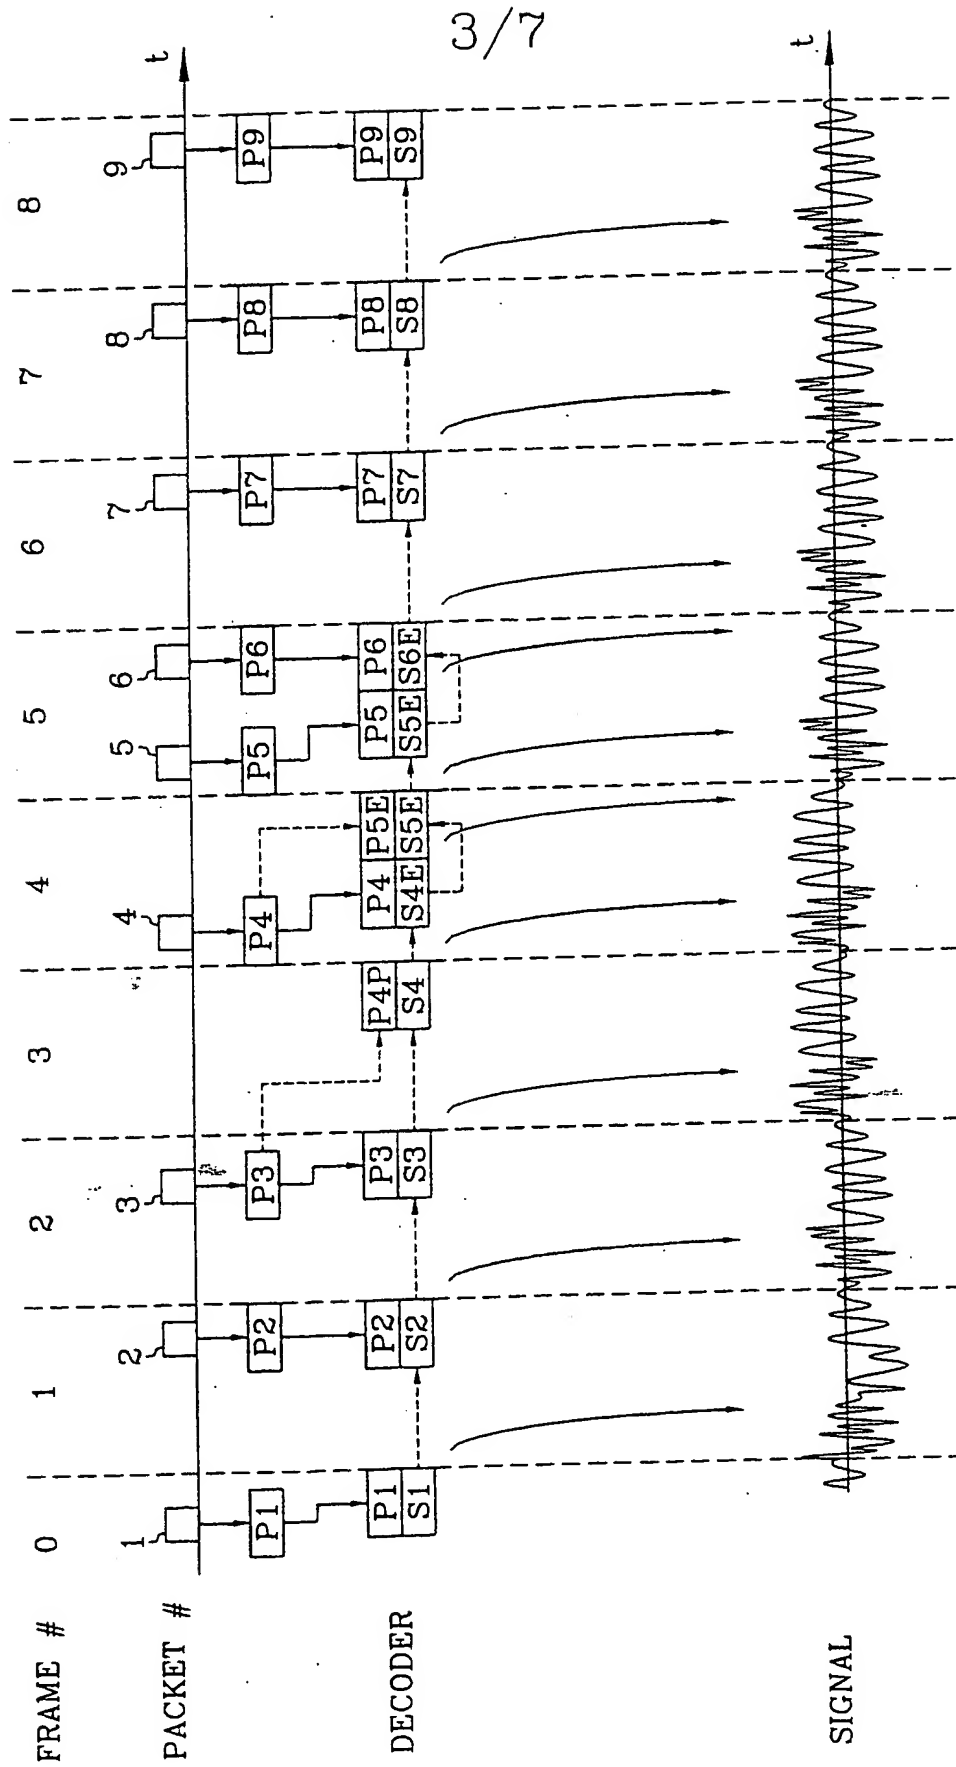 3/7
FRAME # 0 1 2 3 4 5 6 7 8
PACKET # 1 2 3 4 5 6 7 8 9 t
P1 P2 P3 P4 P5 P6 P7 P8 P9
DECODER P1 P2 P3 P4P P4 P5E P5 P6 P7 P8 P9
S1 S2 S3 S4 S4E S5E S5E S6E S7 S8 S9
SIGNAL t